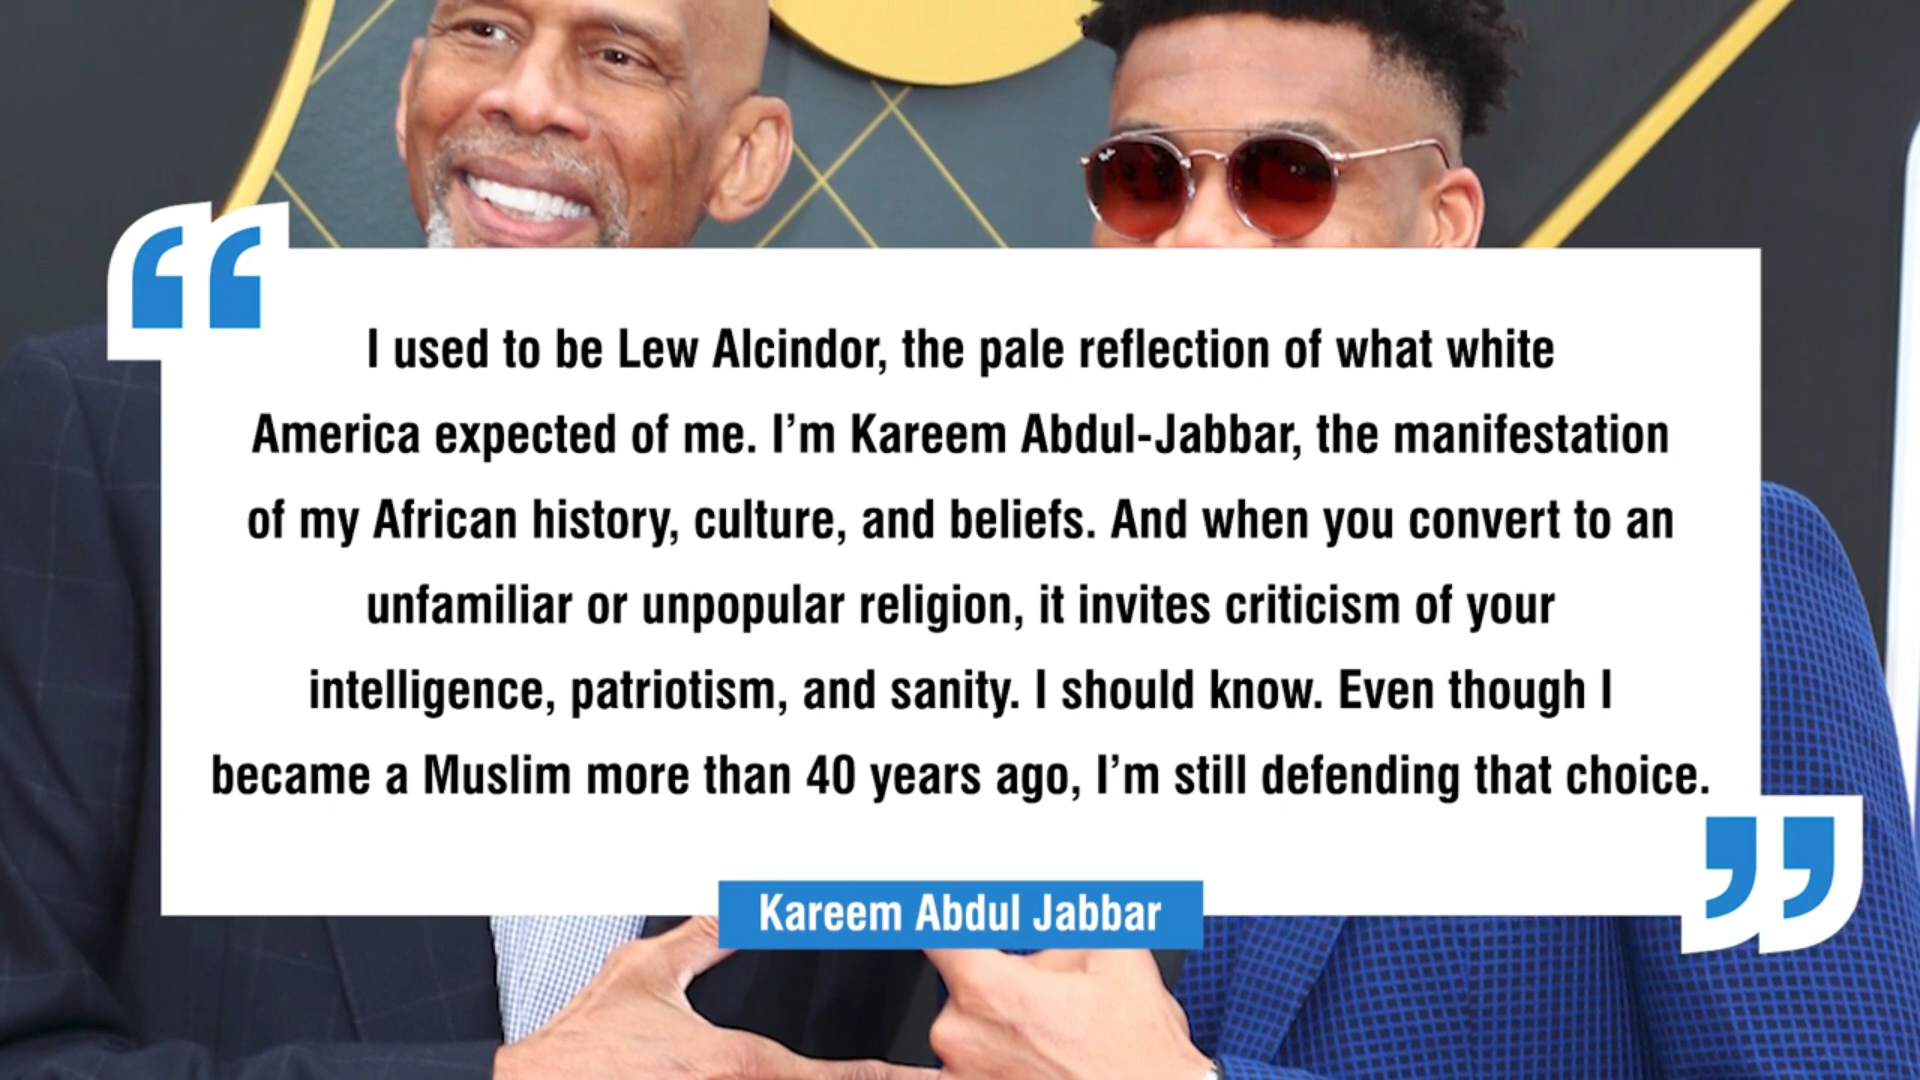 I used to be Lew Alcindor, the pale reflection of what white
America expected of me. I'm Kareem Abdul-Jabbar, the manifestation
of my African history, culture, and beliefs. And when you convert to an
unfamiliar or unpopular religion, it invites criticism of your
intelligence, patriotism, and sanity. I should know. Even though I
became a Muslim more than 40 years ago, I'm still defending that choice.
Kareem Abdul Jabbar